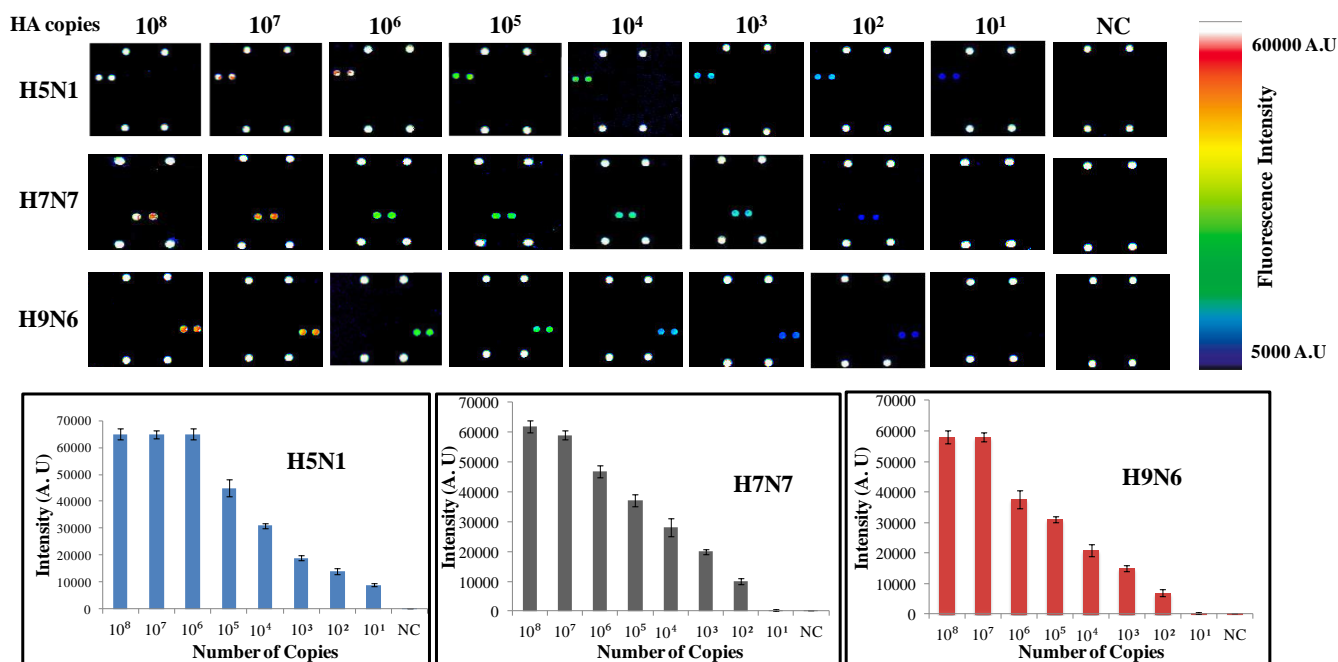 HA copies 10⁸ 10⁷ 10⁶ 10⁵ 10⁴ 10³ 10² 10¹ NC
60000 A.U
H5N1
H7N7
H9N6
Fluorescence Intensity
5000 A.U
70000
60000
50000
40000
30000
20000
10000
0
Intensity (A. U)
H5N1
10⁸ 10⁷ 10⁶ 10⁵ 10⁴ 10³ 10² 10¹ NC
Number of Copies
70000
60000
50000
40000
30000
20000
10000
0
Intensity (A. U)
H7N7
10⁸ 10⁷ 10⁶ 10⁵ 10⁴ 10³ 10² 10¹ NC
Number of Copies
70000
60000
50000
40000
30000
20000
10000
0
Intensity (A. U)
H9N6
10⁸ 10⁷ 10⁶ 10⁵ 10⁴ 10³ 10² 10¹ NC
Number of Copies